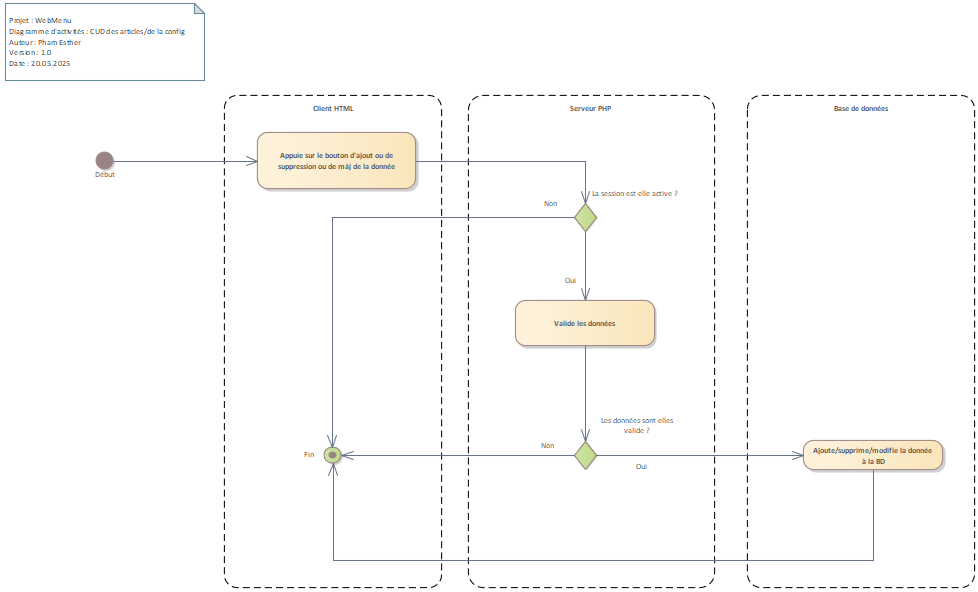 Projet : WebMenu
Diagramme d'activités : CUD des articles/de la config
Auteur : Pham Esther
Version : 1.0
Date : 20.05.2025
Client HTML
Serveur PHP
Base de données
Appuie sur le bouton d'ajout ou de
suppression ou de màj de la donnée
Début
La session est elle active ?
Non
Oui
Valide les données
Les données sont elles
valide ?
Non
Fin
Oui
Ajoute/supprime/modifie la donnée
à la BD